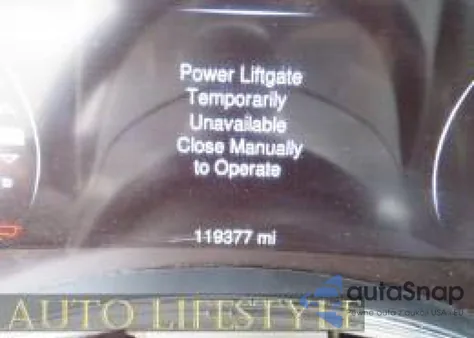 Power Liftgate
Temporarily
Unavailable
Close Manually
to Operate
119377 mi
autaSnap
AUTO LIFESTYLE